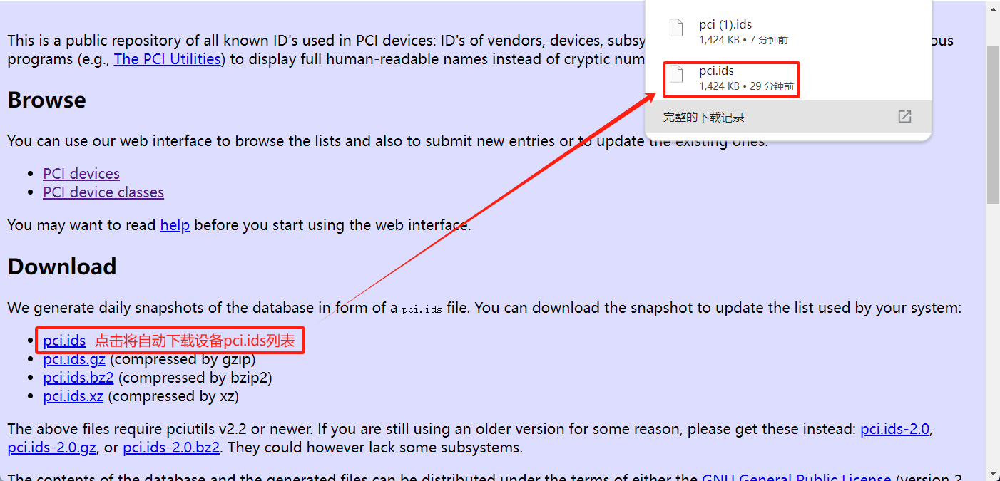 This is a public repository of all known ID's used in PCI devices: ID's of vendors, devices, subsy
ous
programs (e.g., The PCI Utilities) to display full human-readable names instead of cryptic num
pci (1).ids
1,424 KB • 7 分钟前
pci.ids
1,424 KB • 29 分钟前
完整的下载记录
Browse
You can use our web interface to browse the lists and also to submit new entries or to update the existing ones:
PCI devices
PCI device classes
You may want to read help before you start using the web interface.
Download
We generate daily snapshots of the database in form of a pci.ids file. You can download the snapshot to update the list used by your system:
pci.ids 点击将自动下载设备pci.ids列表
pci.ids.gz (compressed by gzip)
pci.ids.bz2 (compressed by bzip2)
pci.ids.xz (compressed by xz)
The above files require pciutils v2.2 or newer. If you are still using an older version for some reason, please get these instead: pci.ids-2.0,
pci.ids-2.0.gz, or pci.ids-2.0.bz2. They could however lack some subsystems.
The contents of the database and the generated files can be distributed under the terms of either the GNU General Public License (version 2